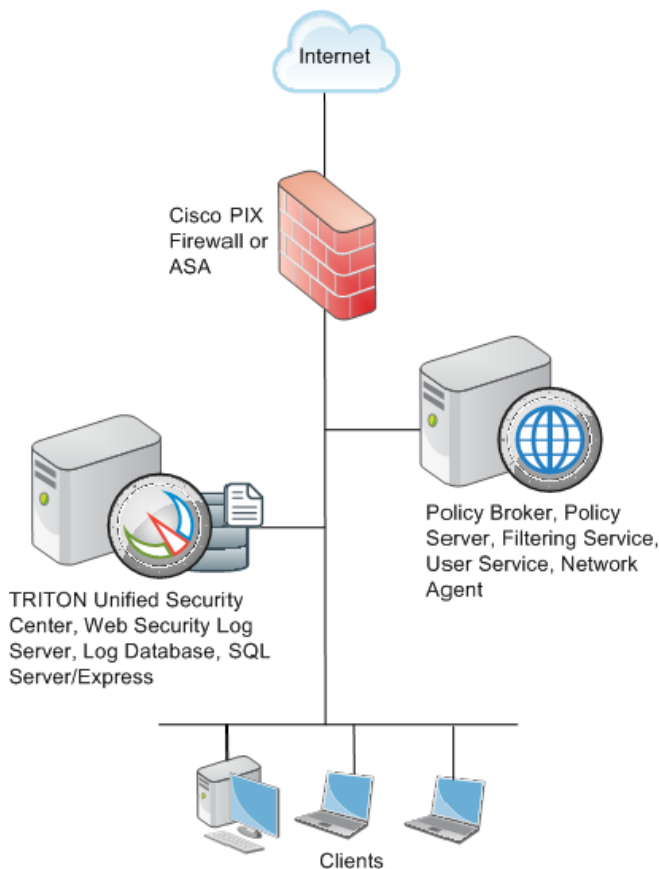 Internet
Cisco PIX
Firewall or
ASA
Policy Broker, Policy
Server, Filtering Service,
User Service, Network
Agent
TRITON Unified Security
Center, Web Security Log
Server, Log Database, SQL
Server/Express
Clients